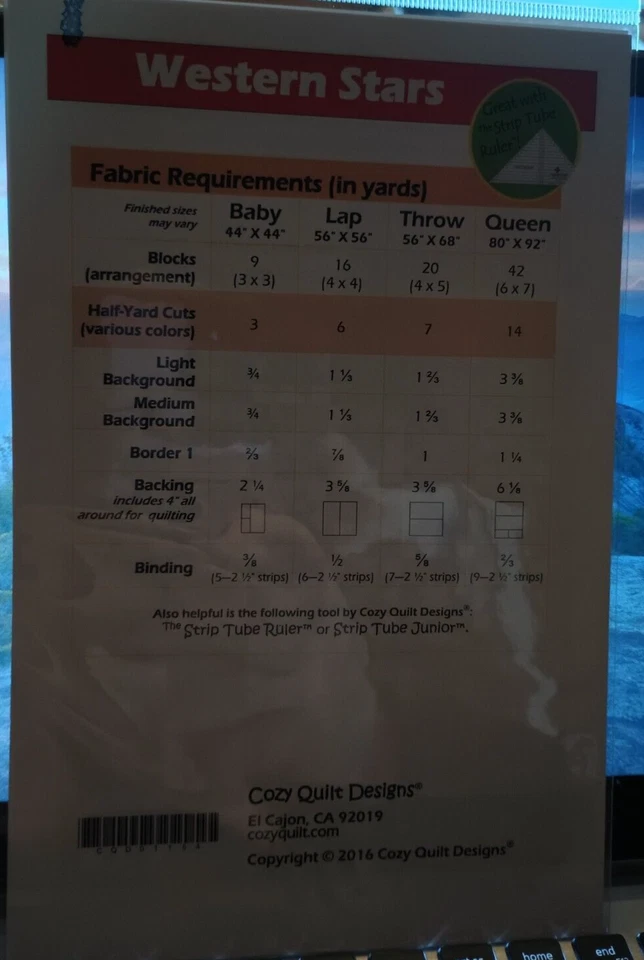 Western Stars
Great with
The Strip Tube
Ruler
Fabric Requirements (in yards)
Finished sizes
may vary
Baby
44" X 44"
Lap
56" X 56"
Throw
56" X 68"
Queen
80" X 92"
Blocks
(arrangement)
9
(3 x 3)
16
(4 x 4)
20
(4 x 5)
42
(6 x 7)
Half-Yard Cuts
(various colors)
3
6
7
14
Light
Background
¾
1 ⅓
1 ⅔
3 ⅜
Medium
Background
¾
1 ⅓
1 ⅔
3 ⅜
Border 1
⅔
⅞
1
1 ¼
Backing
includes 4" all
around for quilting
2 ¼
3 ⅝
3 ⅝
6 ⅛
Binding
⅜
(5—2 ½" strips)
½
(6—2 ½" strips)
⅝
(7—2 ½" strips)
⅔
(9—2 ½" strips)
Also helpful is the following tool by Cozy Quilt Designs®:
The Strip Tube Ruler™ or Strip Tube Junior™.
Cozy Quilt Designs®
El Cajon, CA 92019
cozyquilt.com
Copyright © 2016 Cozy Quilt Designs®
home
end